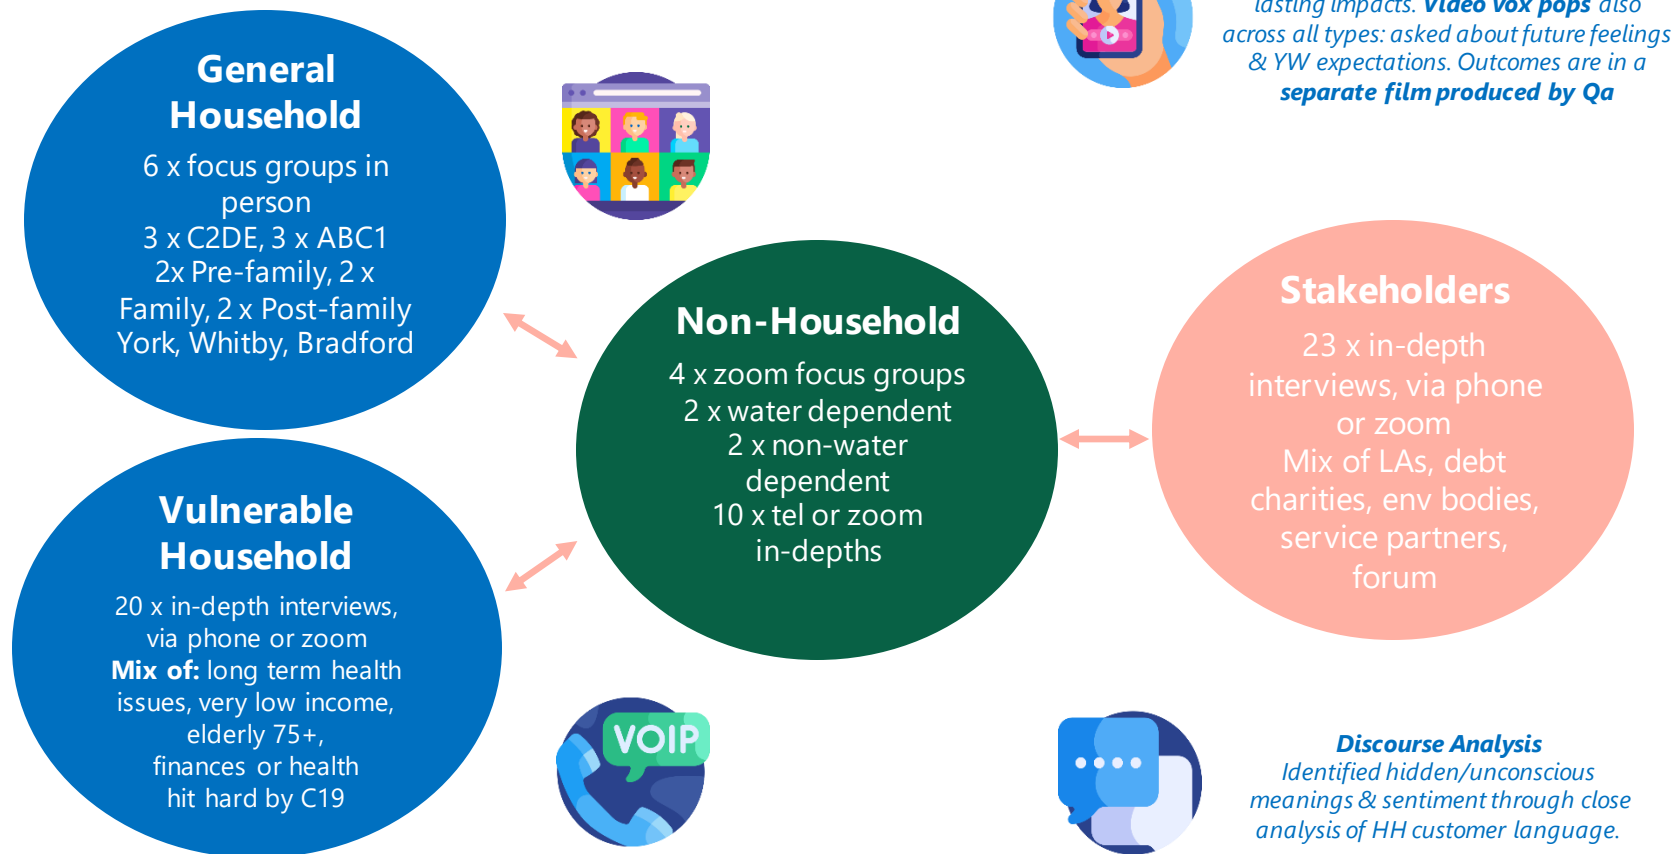 General
Household
6 x focus groups in
person
3 x C2DE, 3 x ABC1
2x Pre-family, 2 x
Family, 2 x Post-family
York, Whitby, Bradford
Vulnerable
Household
20 x in-depth interviews,
via phone or zoom
Mix of: long term health
issues, very low income,
elderly 75+,
finances or health
hit hard by C19
VOIP
Non-Household
4 x zoom focus groups
2 x water dependent
2 x non-water
dependent
10 x tel or zoom
in-depths
lasting impacts. Video vox pops also
across all types: asked about future feelings
& YW expectations. Outcomes are in a
separate film produced by Qa
Stakeholders
23 x in-depth
interviews, via phone
or zoom
Mix of LAs, debt
charities, env bodies,
service partners,
forum
Discourse Analysis
Identified hidden/unconscious
meanings & sentiment through close
analysis of HH customer language.